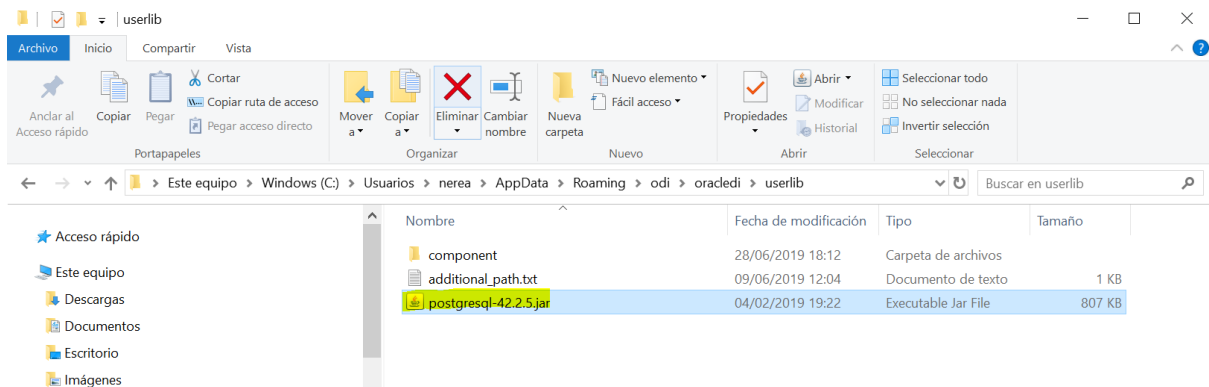 userlib
Archivo Inicio Compartir Vista
Anclar al
Acceso rápido
Copiar
Pegar
Cortar
Copiar ruta de acceso
Pegar acceso directo
Portapapeles
Mover
a
Copiar
a
Eliminar
Cambiar
nombre
Organizar
Nueva
carpeta
Nuevo elemento
Fácil acceso
Nuevo
Propiedades
Abrir
Modificar
Historial
Abrir
Seleccionar todo
No seleccionar nada
Invertir selección
Seleccionar
> Este equipo > Windows (C:) > Usuarios > nerea > AppData > Roaming > odi > oracledi > userlib
Buscar en userlib
Acceso rápido
Este equipo
Descargas
Documentos
Escritorio
Imágenes
Nombre Fecha de modificación Tipo Tamaño
component 28/06/2019 18:12 Carpeta de archivos
additional_path.txt 09/06/2019 12:04 Documento de texto 1 KB
postgresql-42.2.5.jar 04/02/2019 19:22 Executable Jar File 807 KB